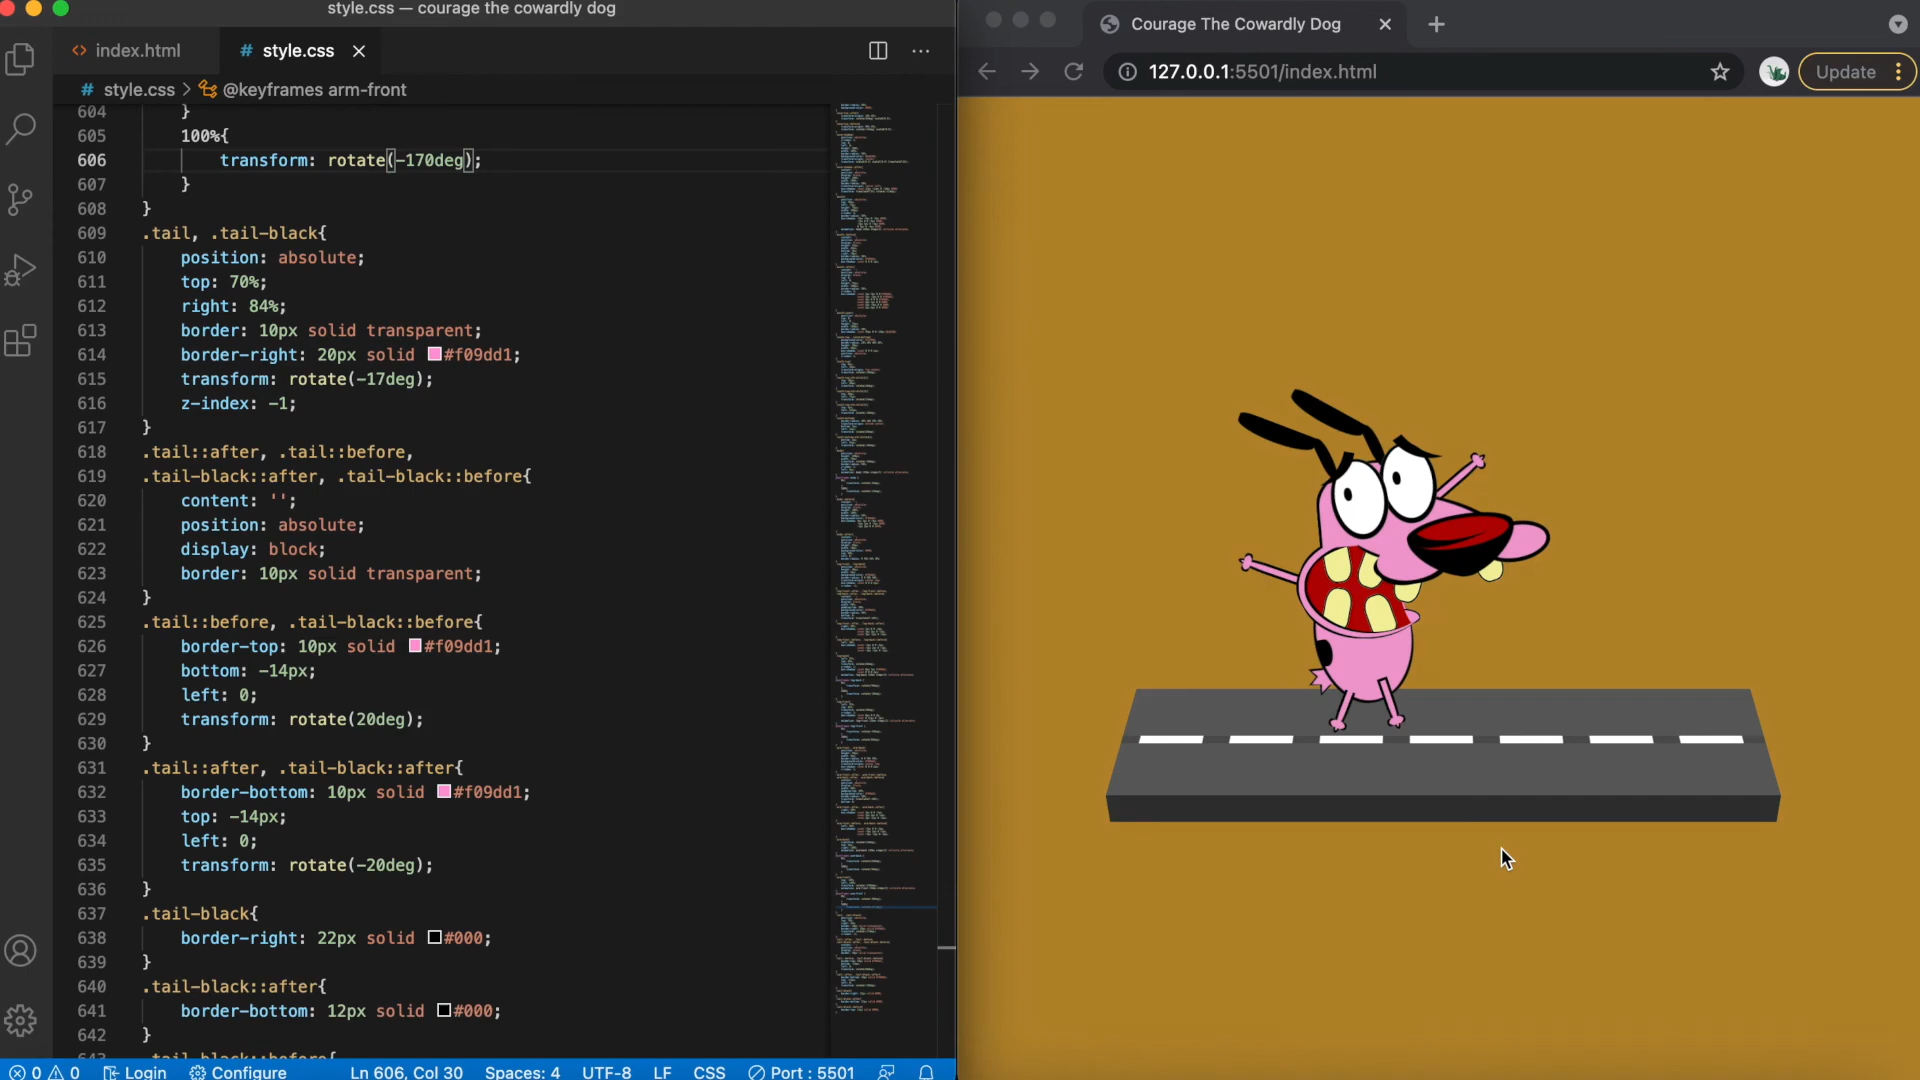 style.css — courage the cowardly dog
index.html
# style.css
# style.css > @keyframes arm-front
604 }
605 100%{
606 transform: rotate(-170deg);
607 }
608 }
609 .tail, .tail-black{
610 position: absolute;
611 top: 70%;
612 right: 84%;
613 border: 10px solid transparent;
614 border-right: 20px solid #f09dd1;
615 transform: rotate(-17deg);
616 z-index: -1;
617 }
618 .tail::after, .tail::before,
619 .tail-black::after, .tail-black::before{
620 content: '';
621 position: absolute;
622 display: block;
623 border: 10px solid transparent;
624 }
625 .tail::before, .tail-black::before{
626 border-top: 10px solid #f09dd1;
627 bottom: -14px;
628 left: 0;
629 transform: rotate(20deg);
630 }
631 .tail::after, .tail-black::after{
632 border-bottom: 10px solid #f09dd1;
633 top: -14px;
634 left: 0;
635 transform: rotate(-20deg);
636 }
637 .tail-black{
638 border-right: 22px solid #000;
639 }
640 .tail-black::after{
641 border-bottom: 12px solid #000;
642 }
643 .tail-black::before{
0 0 Login Configure Ln 606, Col 30 Spaces: 4 UTF-8 LF CSS Port : 5501
Courage The Cowardly Dog
127.0.0.1:5501/index.html
Update